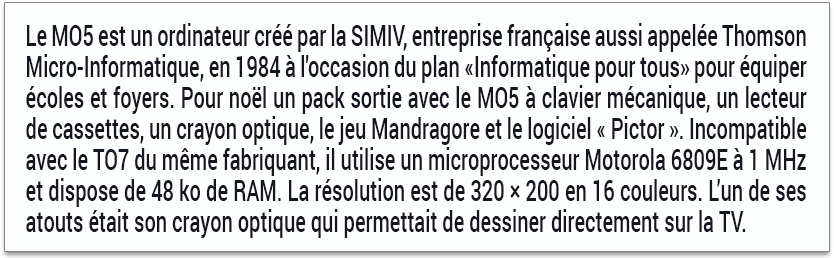 Le MO5 est un ordinateur créé par la SIMIV, entreprise française aussi appelée Thomson
Micro-Informatique, en 1984 à l'occasion du plan «Informatique pour tous» pour équiper
écoles et foyers. Pour noël un pack sortie avec le MO5 à clavier mécanique, un lecteur
de cassettes, un crayon optique, le jeu Mandragore et le logiciel « Pictor ». Incompatible
avec le TO7 du même fabriquant, il utilise un microprocesseur Motorola 6809E à 1 MHz
et dispose de 48 ko de RAM. La résolution est de 320 × 200 en 16 couleurs. L'un de ses
atouts était son crayon optique qui permettait de dessiner directement sur la TV.